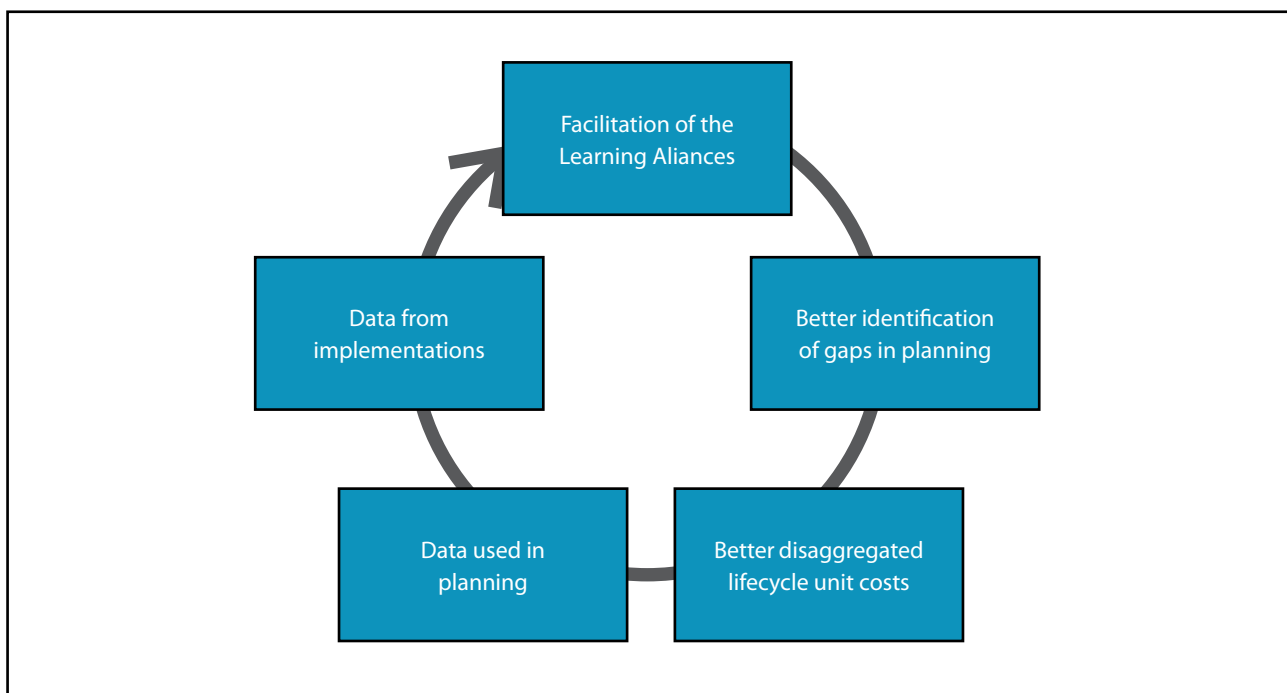 Facilitation of the
Learning Aliances
Better identification
of gaps in planning
Better disaggregated
lifecycle unit costs
Data used in
planning
Data from
implementations